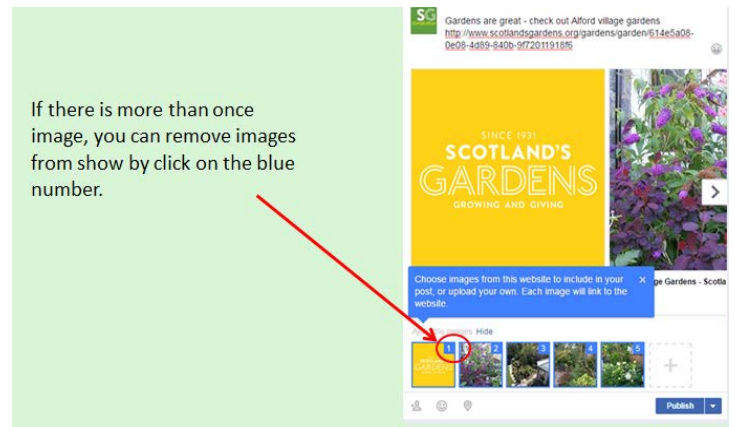 If there is more than once
image, you can remove images
from show by click on the blue
number.
SG
Gardens are great - check out Alford village gardens
http://www.scotlandsgardens.org/gardens/garden/614e5a08-
0e08-4d89-840b-9f72011918f6
SINCE 1931
SCOTLAND'S
GARDENS
GROWING AND GIVING
Choose images from this website to include in your
post, or upload your own. Each image will link to the
website.
ge Gardens - Scotla
images Hide
1 2 3 4 5
GARDENS
Publish